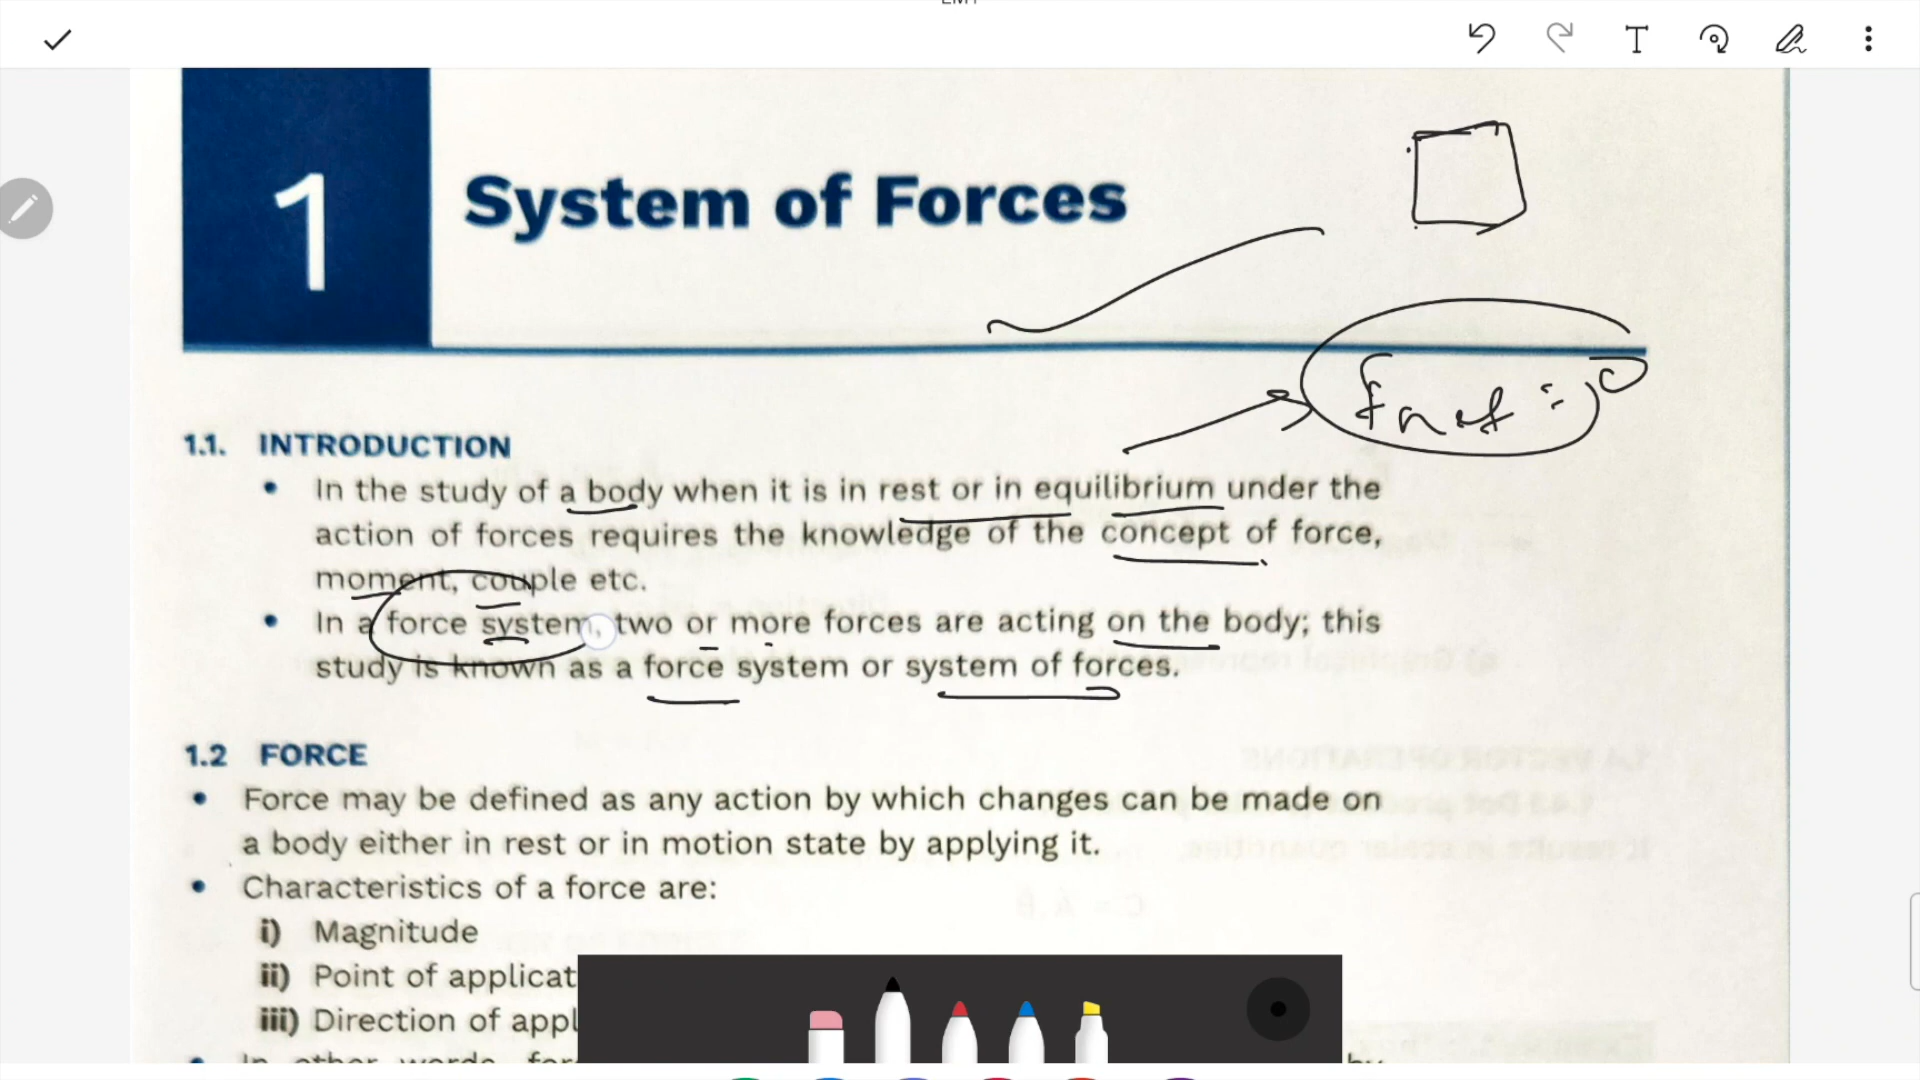 1 System of Forces
Fnet = 0
1.1. INTRODUCTION
• In the study of a body when it is in rest or in equilibrium under the
action of forces requires the knowledge of the concept of force,
moment, couple etc.
• In a force system, two or more forces are acting on the body; this
study is known as a force system or system of forces.
1.2 FORCE
• Force may be defined as any action by which changes can be made on
a body either in rest or in motion state by applying it.
• Characteristics of a force are:
i) Magnitude
ii) Point of applicat
iii) Direction of appl